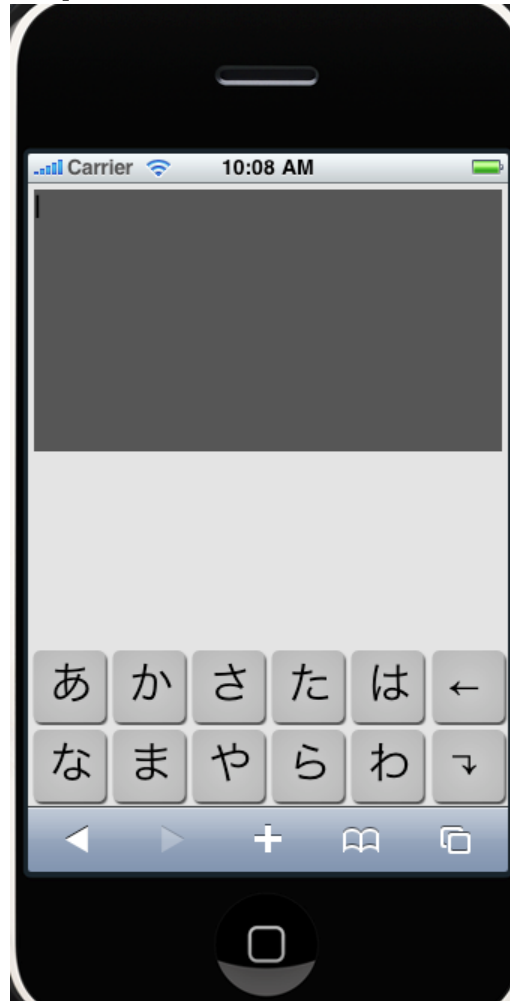 Carrier 10:08 AM
あ か さ た は ←
な ま や ら わ ↴